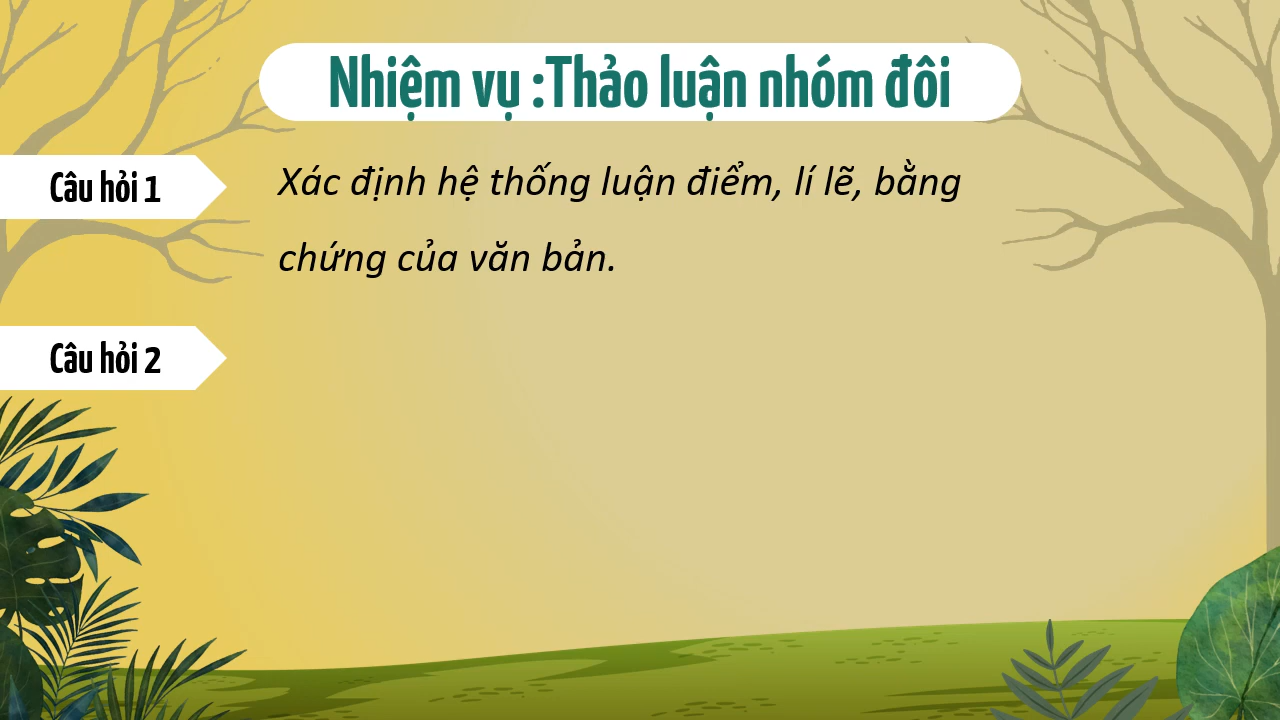 Nhiệm vụ :Thảo luận nhóm đôi
Câu hỏi 1
Xác định hệ thống luận điểm, lí lẽ, bằng
chứng của văn bản.
Câu hỏi 2